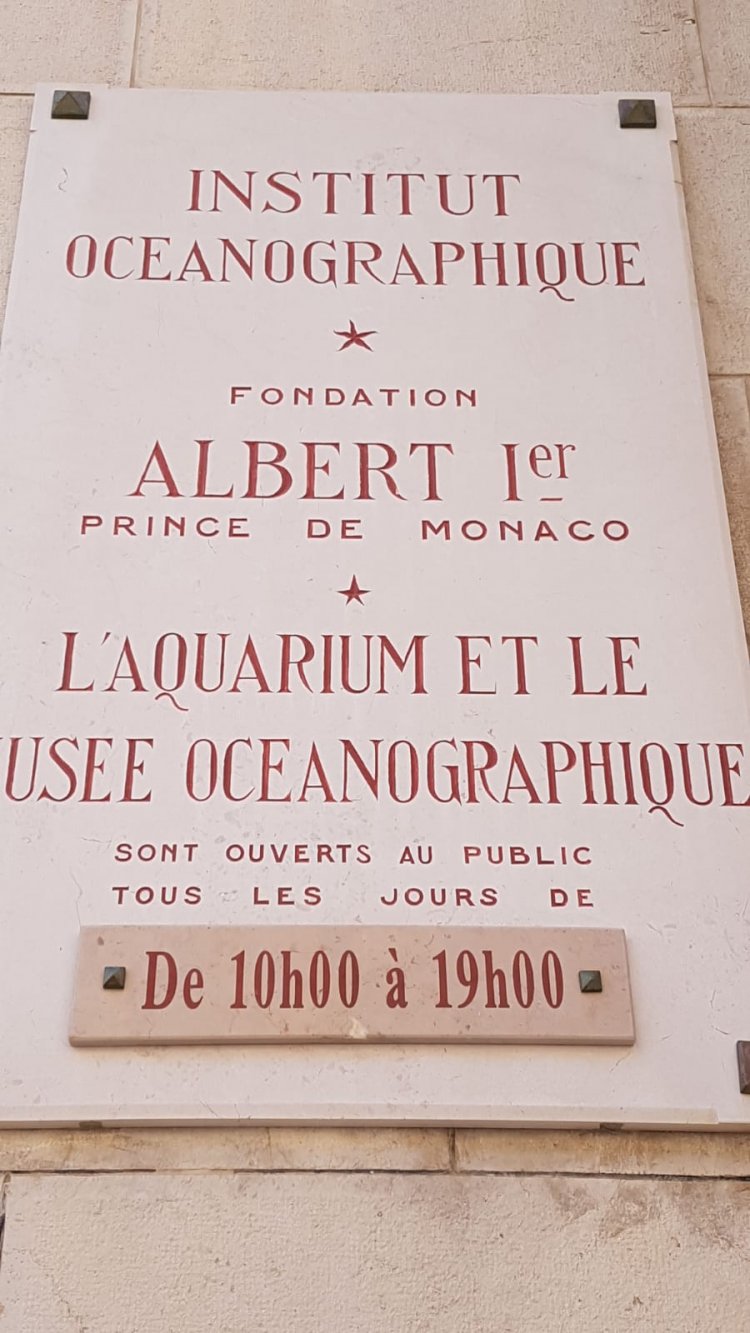 INSTITUT
OCEANOGRAPHIQUE
FONDATION
ALBERT Ier
PRINCE DE MONACO
L'AQUARIUM ET LE
MUSEE OCEANOGRAPHIQUE
SONT OUVERTS AU PUBLIC
TOUS LES JOURS DE
De 10h00 à 19h00